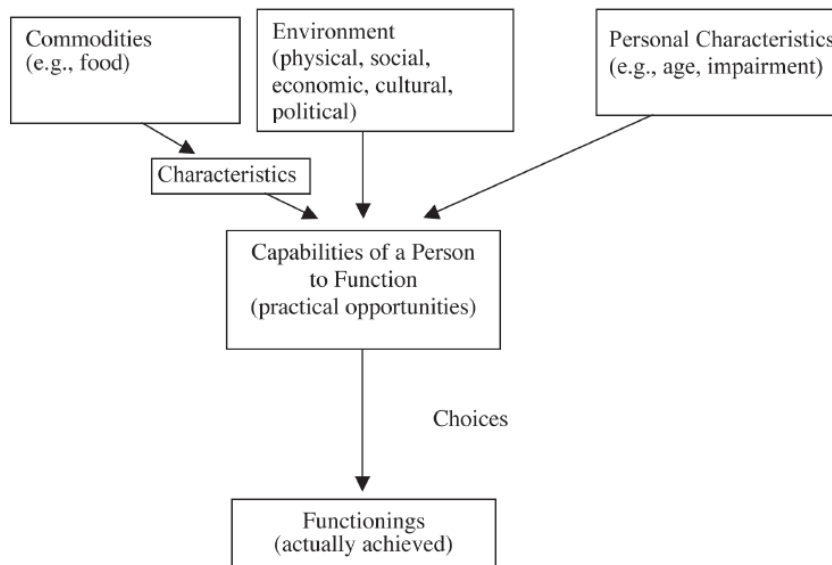 Commodities
(e.g., food)
Environment
(physical, social,
economic, cultural,
political)
Personal Characteristics
(e.g., age, impairment)
Characteristics
Capabilities of a Person
to Function
(practical opportunities)
Choices
Functionings
(actually achieved)